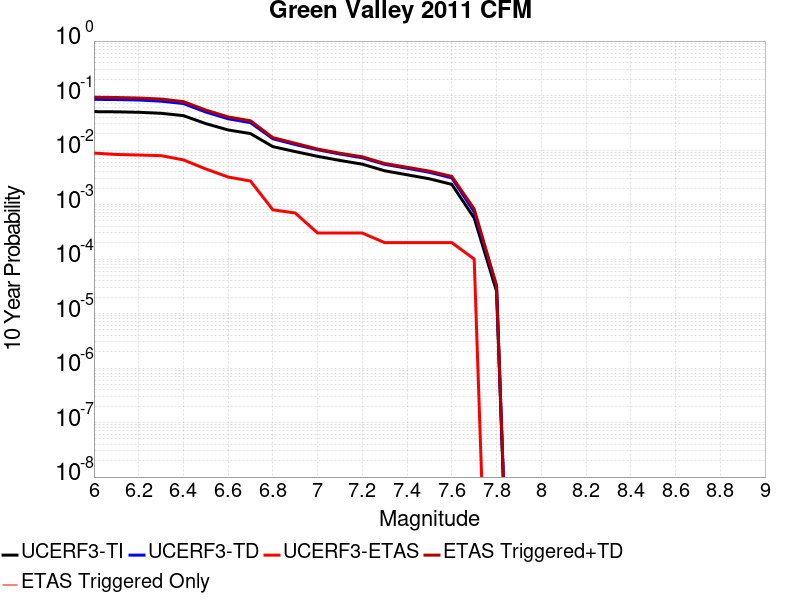 Green Valley 2011 CFM
10 0
10 -1
10 -2
10 -3
10 -4
10 -5
10 -6
10 -7
10 -8
10 Year Probability
6 6.2 6.4 6.6 6.8 7 7.2 7.4 7.6 7.8 8 8.2 8.4 8.6 8.8 9
Magnitude
UCERF3-TI UCERF3-TD UCERF3-ETAS ETAS Triggered+TD
ETAS Triggered Only